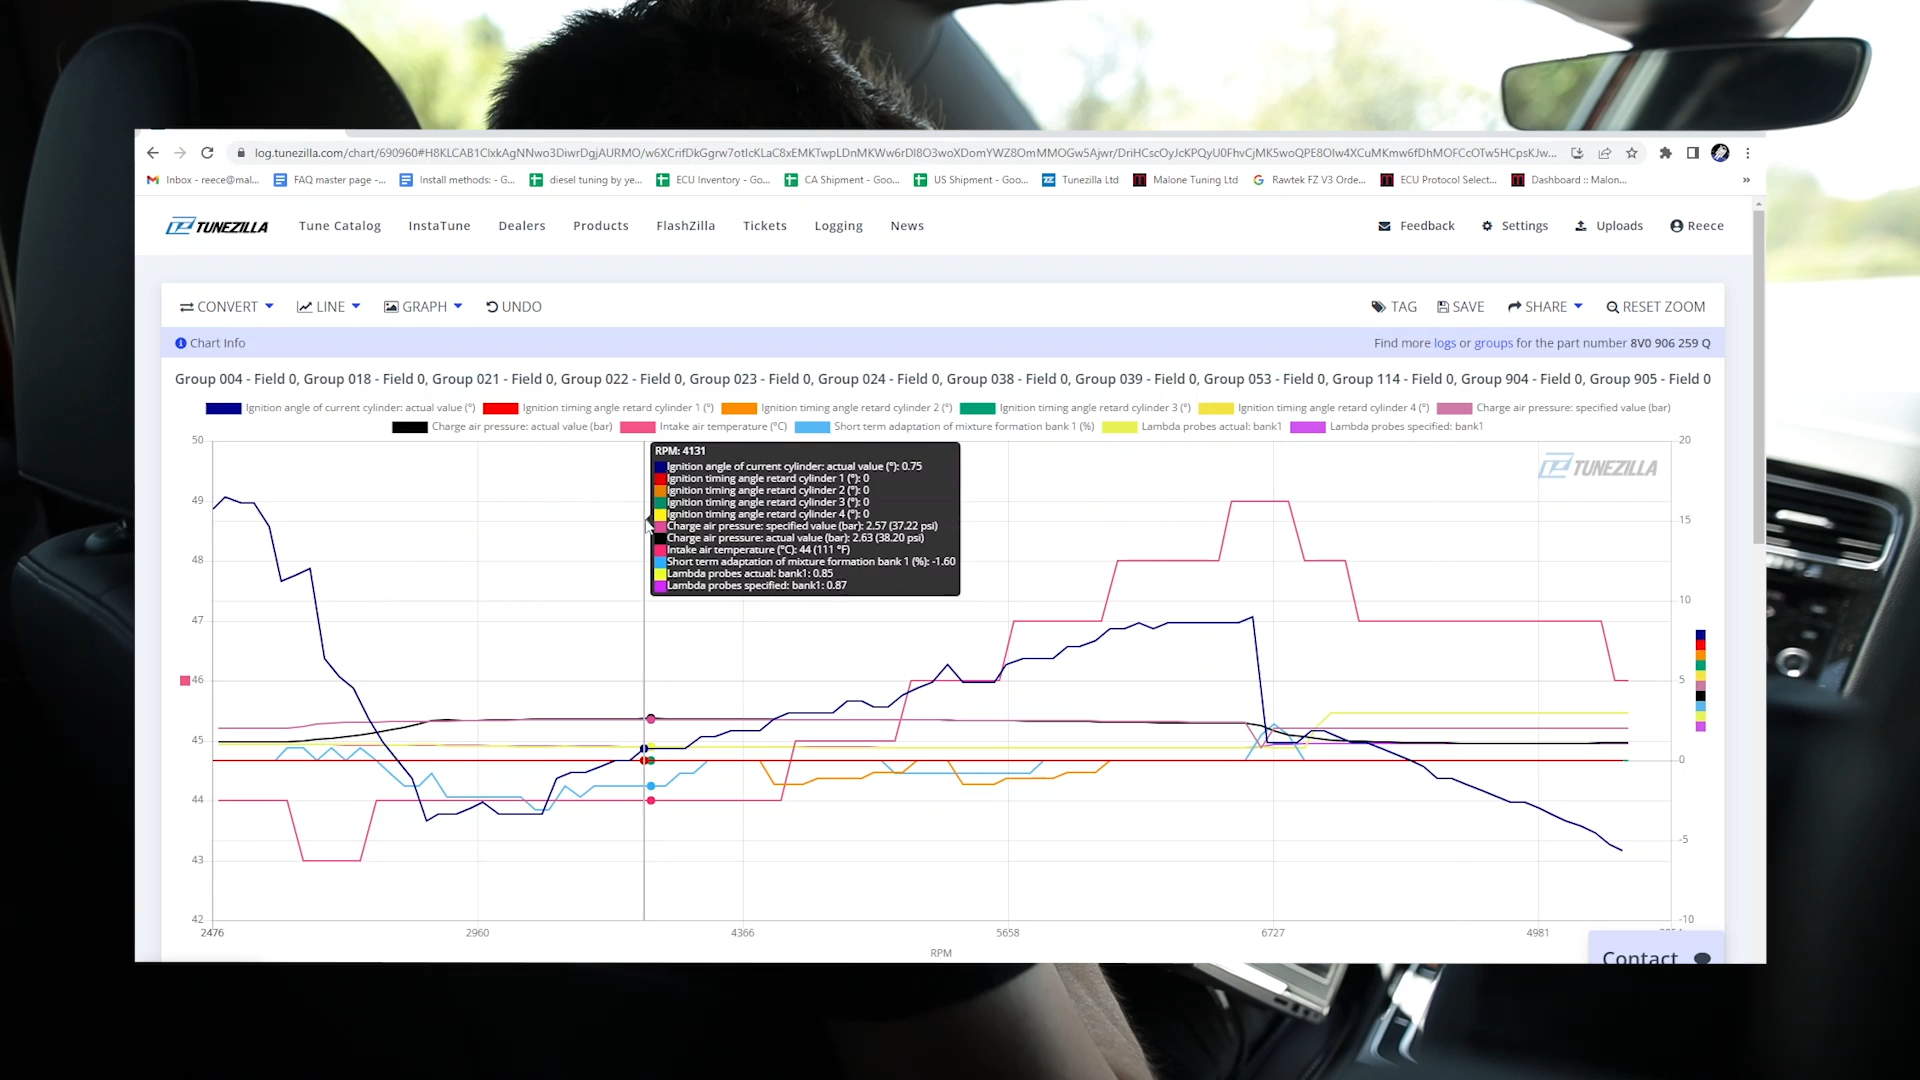 Inbox - reece@mal...
FAQ master page -...
Install methods: - G...
diesel tuning by ye...
ECU Inventory - Go...
CA Shipment - Goo...
US Shipment - Goo...
Tunezilla Ltd
Malone Tuning Ltd
Rawtek FZ V3 Orde...
ECU Protocol Select...
Dashboard :: Malon...
»
TUNEZILLA
Tune Catalog
InstaTune
Dealers
Products
FlashZilla
Tickets
Logging
News
Feedback
Settings
Uploads
Reece
CONVERT
LINE
GRAPH
UNDO
TAG
SAVE
SHARE
RESET ZOOM
Chart Info
Find more logs or groups for the part number 8V0 906 259 Q
Group 004 - Field 0, Group 018 - Field 0, Group 021 - Field 0, Group 022 - Field 0, Group 023 - Field 0, Group 024 - Field 0, Group 038 - Field 0, Group 039 - Field 0, Group 053 - Field 0, Group 114 - Field 0, Group 904 - Field 0, Group 905 - Field 0
Ignition angle of current cylinder: actual value (°)
Ignition timing angle retard cylinder 1 (°)
Ignition timing angle retard cylinder 2 (°)
Ignition timing angle retard cylinder 3 (°)
Ignition timing angle retard cylinder 4 (°)
Charge air pressure: specified value (bar)
Charge air pressure: actual value (bar)
Intake air temperature (°C)
Short term adaptation of mixture formation bank 1 (%)
Lambda probes actual: bank1
Lambda probes specified: bank1
50
49
48
47
46
45
44
43
42
20
15
10
5
0
-5
-10
TUNEZILLA
RPM: 4131
Ignition angle of current cylinder: actual value (°): 0.75
Ignition timing angle retard cylinder 1 (°): 0
Ignition timing angle retard cylinder 2 (°): 0
Ignition timing angle retard cylinder 3 (°): 0
Ignition timing angle retard cylinder 4 (°): 0
Charge air pressure: specified value (bar): 2.57 (37.22 psi)
Charge air pressure: actual value (bar): 2.63 (38.20 psi)
Intake air temperature (°C): 44 (111 °F)
Short term adaptation of mixture formation bank 1 (%): -1.60
Lambda probes actual: bank1: 0.85
Lambda probes specified: bank1: 0.87
2476
2960
4366
5658
6727
4981
RPM
Contact